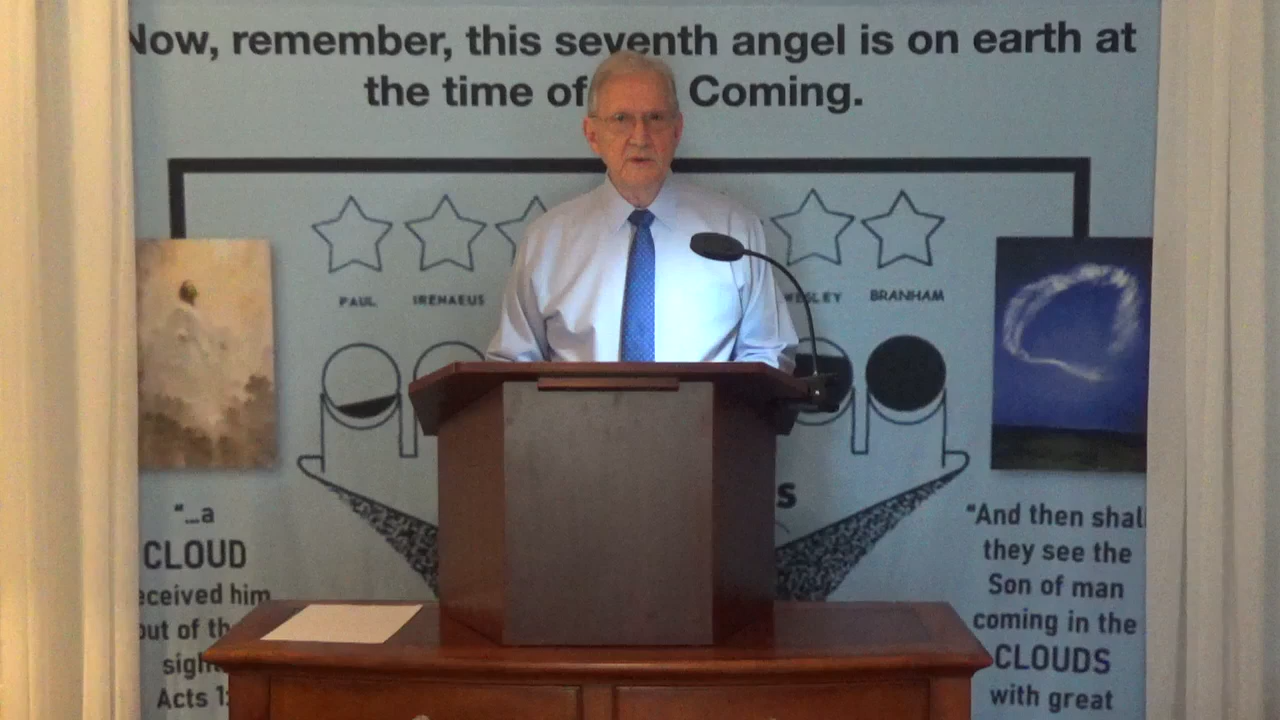 Now, remember, this seventh angel is on earth at
the time of Coming.
PAUL IRENAEUS WESLEY BRANHAM
"...a
CLOUD
eceived him
out of th
sigh
Acts 1:
S
"And then shal
they see the
Son of man
coming in the
CLOUDS
with great